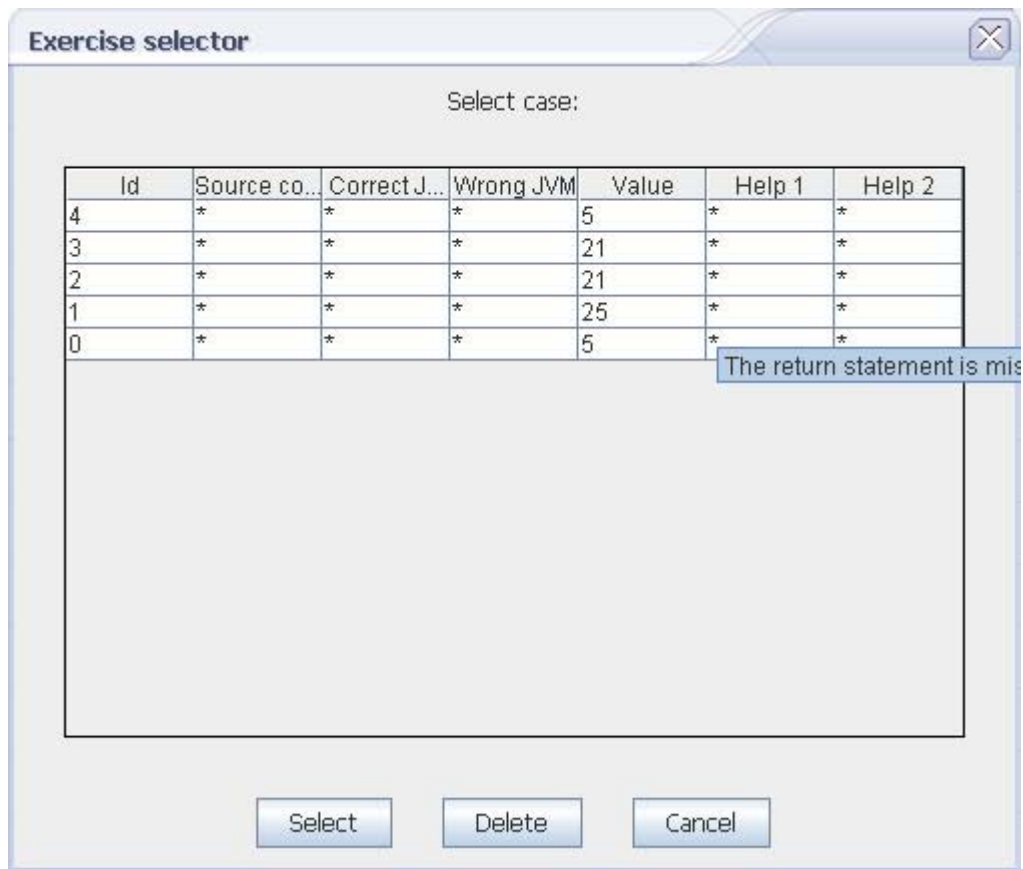 Exercise selector
Select case:
Id Source co... Correct J... Wrong JVM Value Help 1 Help 2
4 * * * 5 * *
3 * * * 21 * *
2 * * * 21 * *
1 * * * 25 * *
0 * * * 5 * *
The return statement is mis
Select Delete Cancel